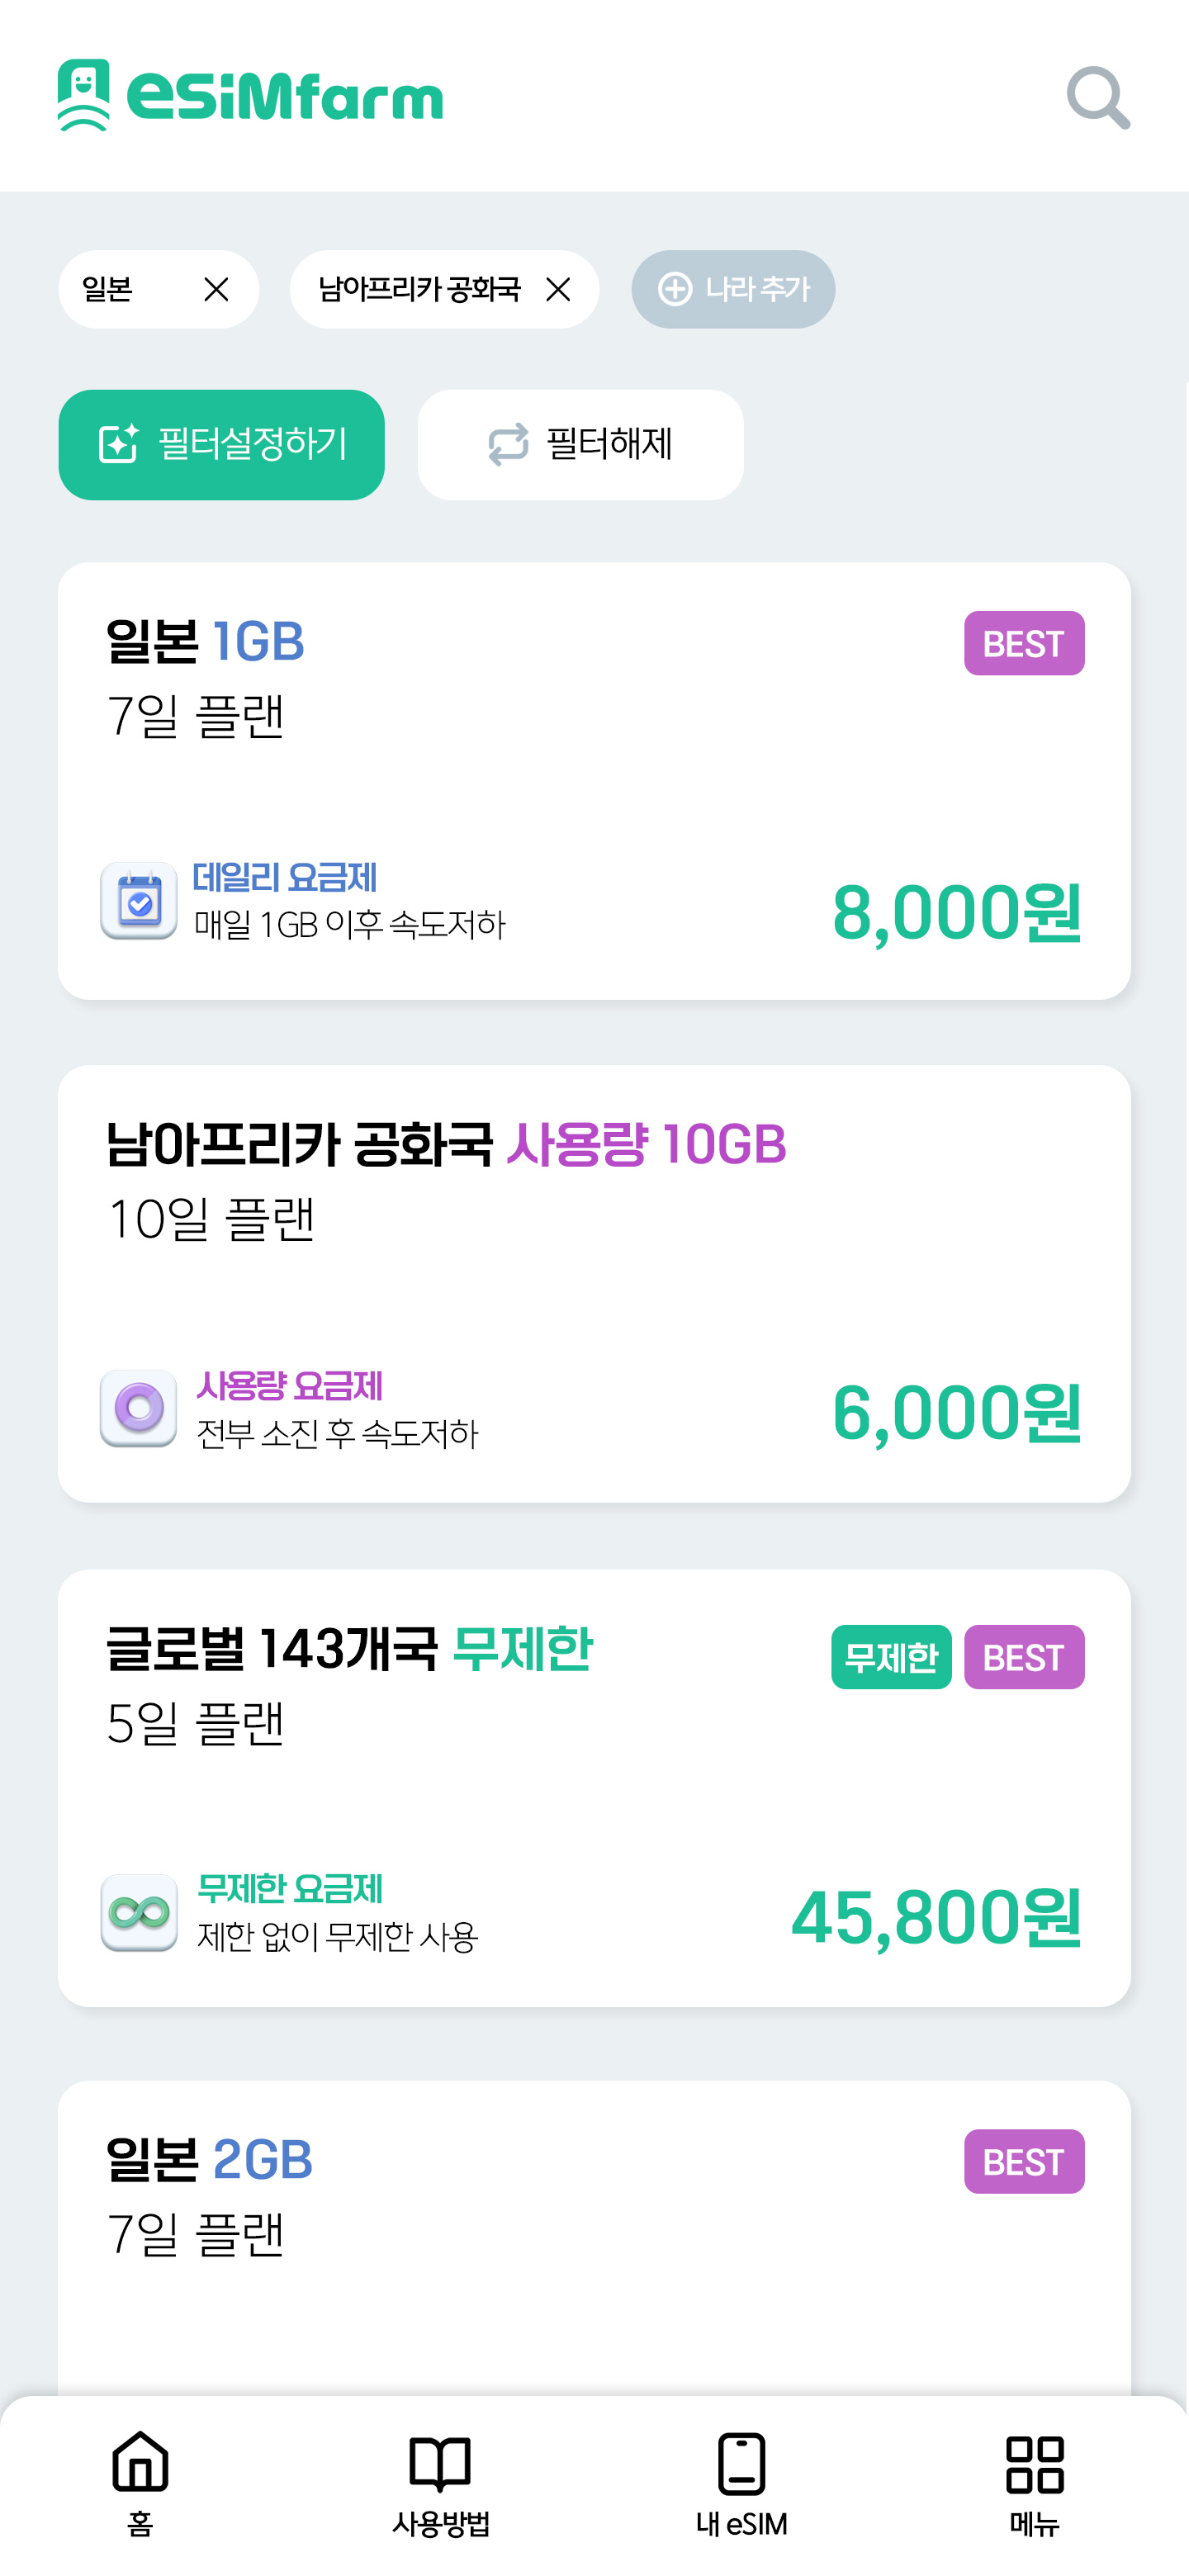 esiMfarm
일본
남아프리카 공화국
나라 추가
필터설정하기
필터해제
일본 1GB
BEST
7일 플랜
데일리 요금제
매일 1GB 이후 속도저하
8,000원
남아프리카 공화국 사용량 10GB
10일 플랜
사용량 요금제
전부 소진 후 속도저하
6,000원
글로벌 143개국 무제한
무제한 BEST
5일 플랜
무제한 요금제
제한 없이 무제한 사용
45,800원
일본 2GB
BEST
7일 플랜
홈
사용방법
내 eSIM
메뉴